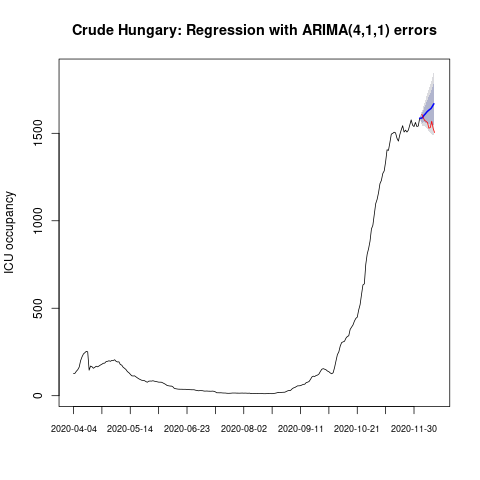 Crude Hungary: Regression with ARIMA(4,1,1) errors
ICU occupancy
1500
1000
500
0
2020-04-04 2020-05-14 2020-06-23 2020-08-02 2020-09-11 2020-10-21 2020-11-30